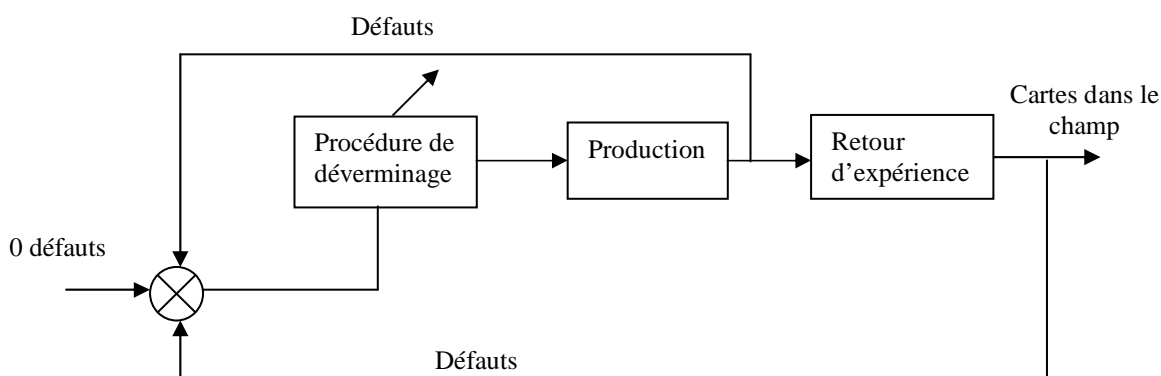 Défauts
Cartes dans le
champ
Procédure de
déverminage
Production
Retour
d’expérience
0 défauts
Défauts